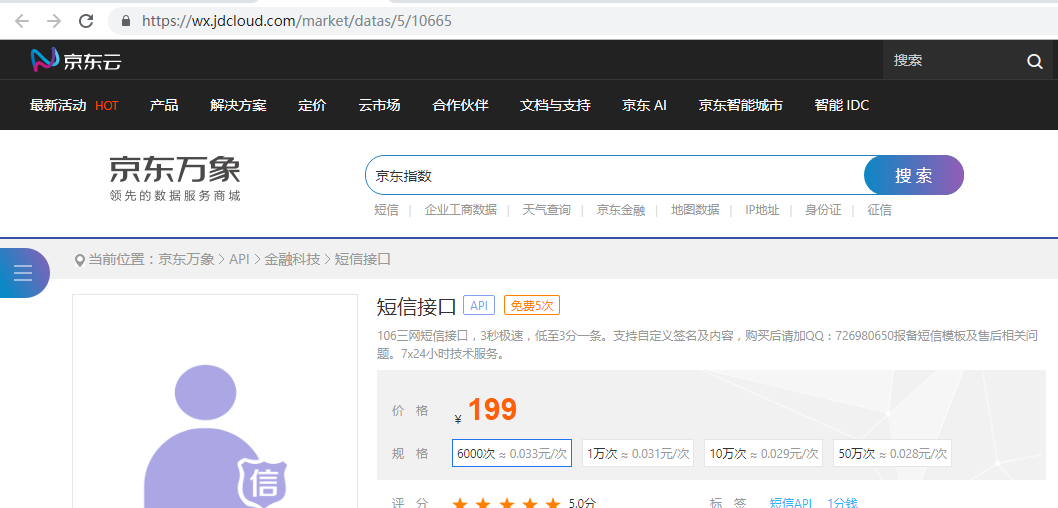 https://wx.jdcloud.com/market/datas/5/10665
京东云
搜索
最新活动 HOT 产品 解决方案 定价 云市场 合作伙伴 文档与支持 京东 AI 京东智能城市 智能 IDC
京东万象
领先的数据服务商城
京东指数
搜 索
短信 | 企业工商数据 | 天气查询 | 京东金融 | 地图数据 | IP地址 | 身份证 | 征信
当前位置：京东万象 > API > 金融科技 > 短信接口
短信接口 API 免费5次
106三网短信接口，3秒极速，低至3分一条。支持自定义签名及内容，购买后请加QQ：726980650报备短信模板及售后相关问
题。7x24小时技术服务。
价 格 ¥ 199
规 格 6000次 ≈ 0.033元/次 1万次 ≈ 0.031元/次 10万次 ≈ 0.029元/次 50万次 ≈ 0.028元/次
信
评 分 ★★★★★ 5.0分 标 签 短信API 1分钱